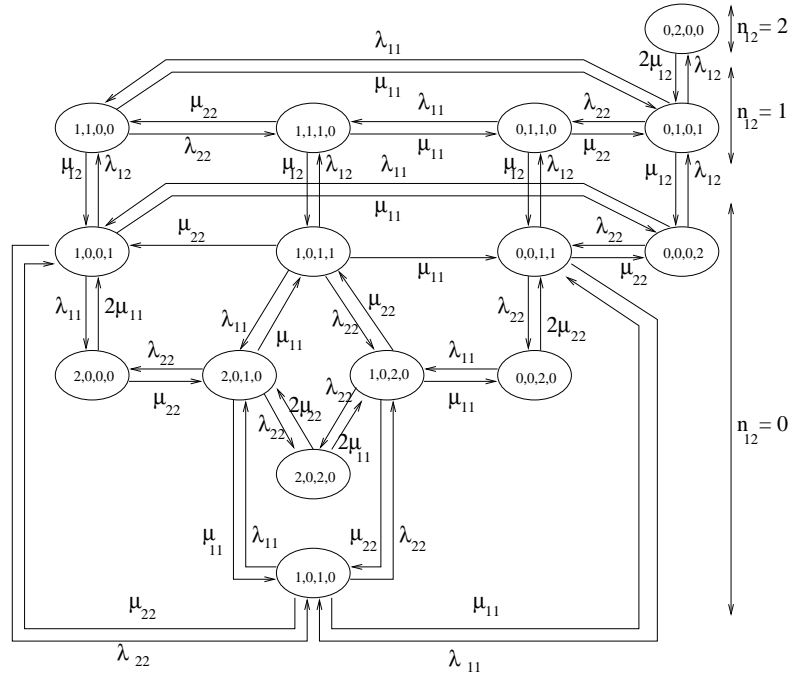 0,2,0,0
n12 = 2
λ11
2μ12 λ12
μ11
μ22 λ11 λ22
n12 = 1
1,1,0,0 1,1,1,0 0,1,1,0 0,1,0,1
λ22 μ11 μ22
μ12 λ12 μ12 λ12 λ11 μ12 λ12 μ12 λ12
μ11
μ22 λ22
1,0,0,1 1,0,1,1 0,0,1,1 0,0,0,2
μ11 μ22
λ11 2μ11 λ11 μ11 λ22 μ22 λ22 2μ22
λ22 λ11
2,0,0,0 2,0,1,0 1,0,2,0 0,0,2,0
μ22 λ22 μ11
λ22 2μ22 2μ11
n12 = 0
2,0,2,0
μ11 λ11 μ22 λ22
1,0,1,0
μ22 μ11
λ22 λ11